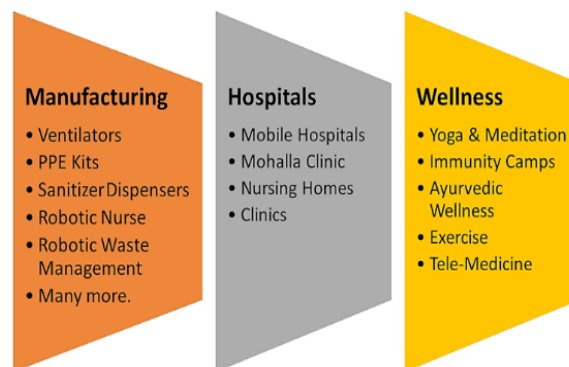 Manufacturing
• Ventilators
• PPE Kits
• Sanitizer Dispensers
• Robotic Nurse
• Robotic Waste
Management
• Many more.
Hospitals
• Mobile Hospitals
• Mohalla Clinic
• Nursing Homes
• Clinics
Wellness
• Yoga & Meditation
• Immunity Camps
• Ayurvedic
Wellness
• Exercise
• Tele-Medicine